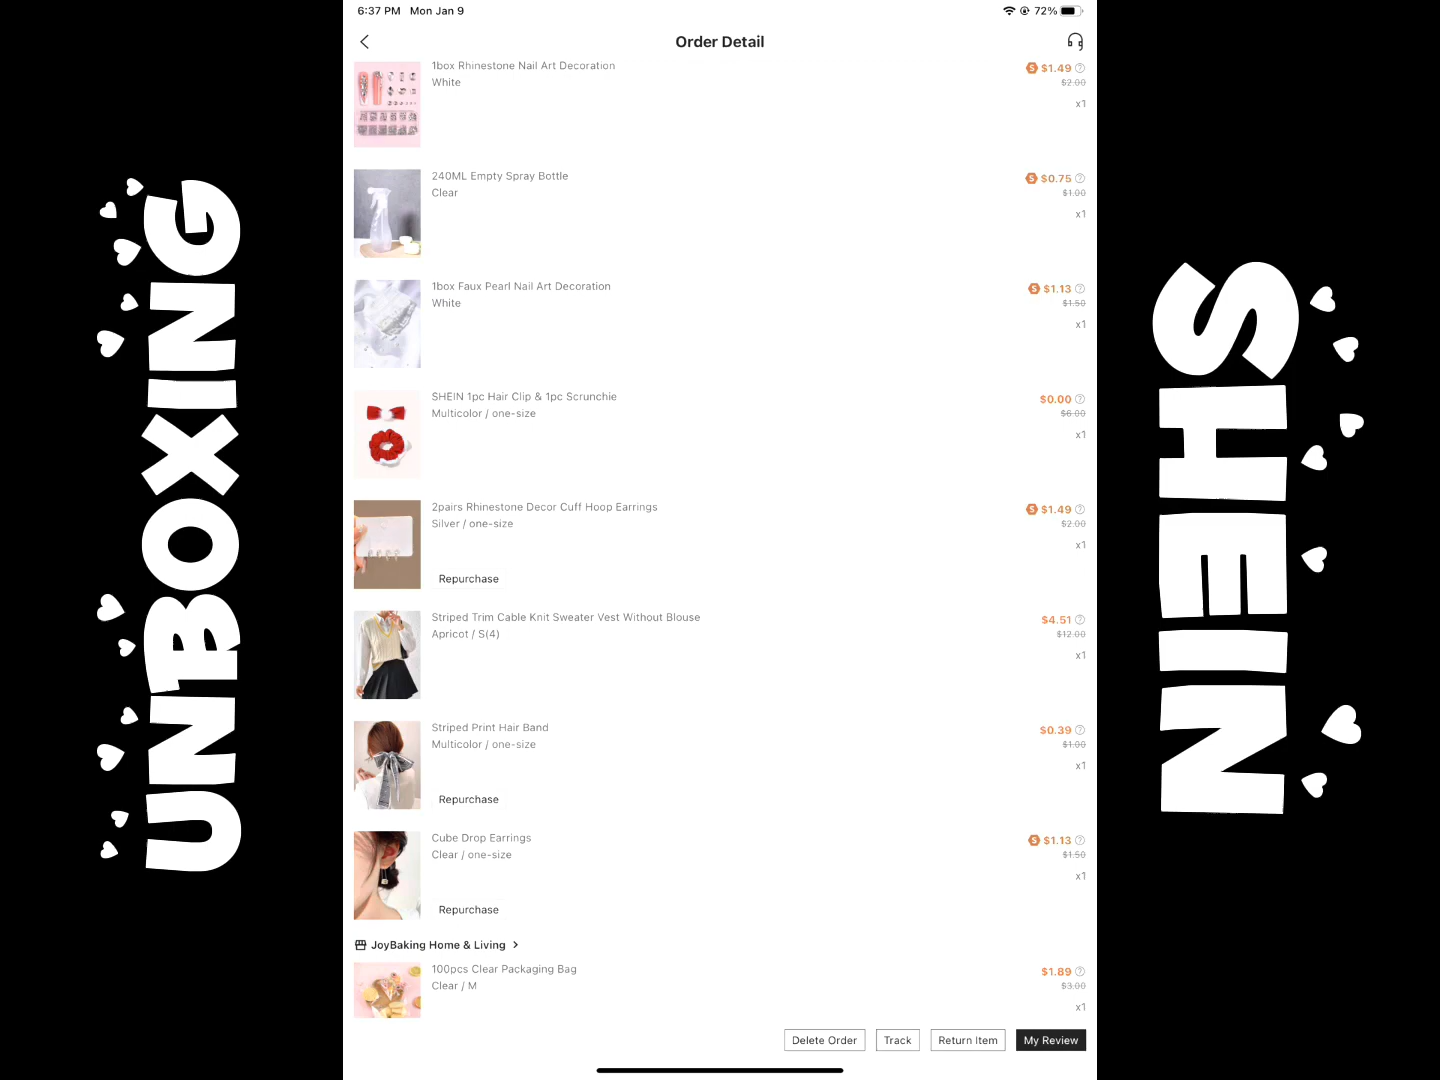 UNBOXING
6:37 PM Mon Jan 9
72%
Order Detail
1box Rhinestone Nail Art Decoration
White
$1.49
$2.00
x1
240ML Empty Spray Bottle
Clear
$0.75
$1.00
x1
1box Faux Pearl Nail Art Decoration
White
$1.13
$1.50
x1
SHEIN 1pc Hair Clip & 1pc Scrunchie
Multicolor / one-size
$0.00
$6.00
x1
2pairs Rhinestone Decor Cuff Hoop Earrings
Silver / one-size
$1.49
$2.00
x1
Repurchase
Striped Trim Cable Knit Sweater Vest Without Blouse
Apricot / S(4)
$4.51
$12.00
x1
Striped Print Hair Band
Multicolor / one-size
$0.39
$1.00
x1
Repurchase
Cube Drop Earrings
Clear / one-size
$1.13
$1.50
x1
Repurchase
JoyBaking Home & Living >
100pcs Clear Packaging Bag
Clear / M
$1.89
$3.00
x1
Delete Order Track Return Item My Review
SHEIN